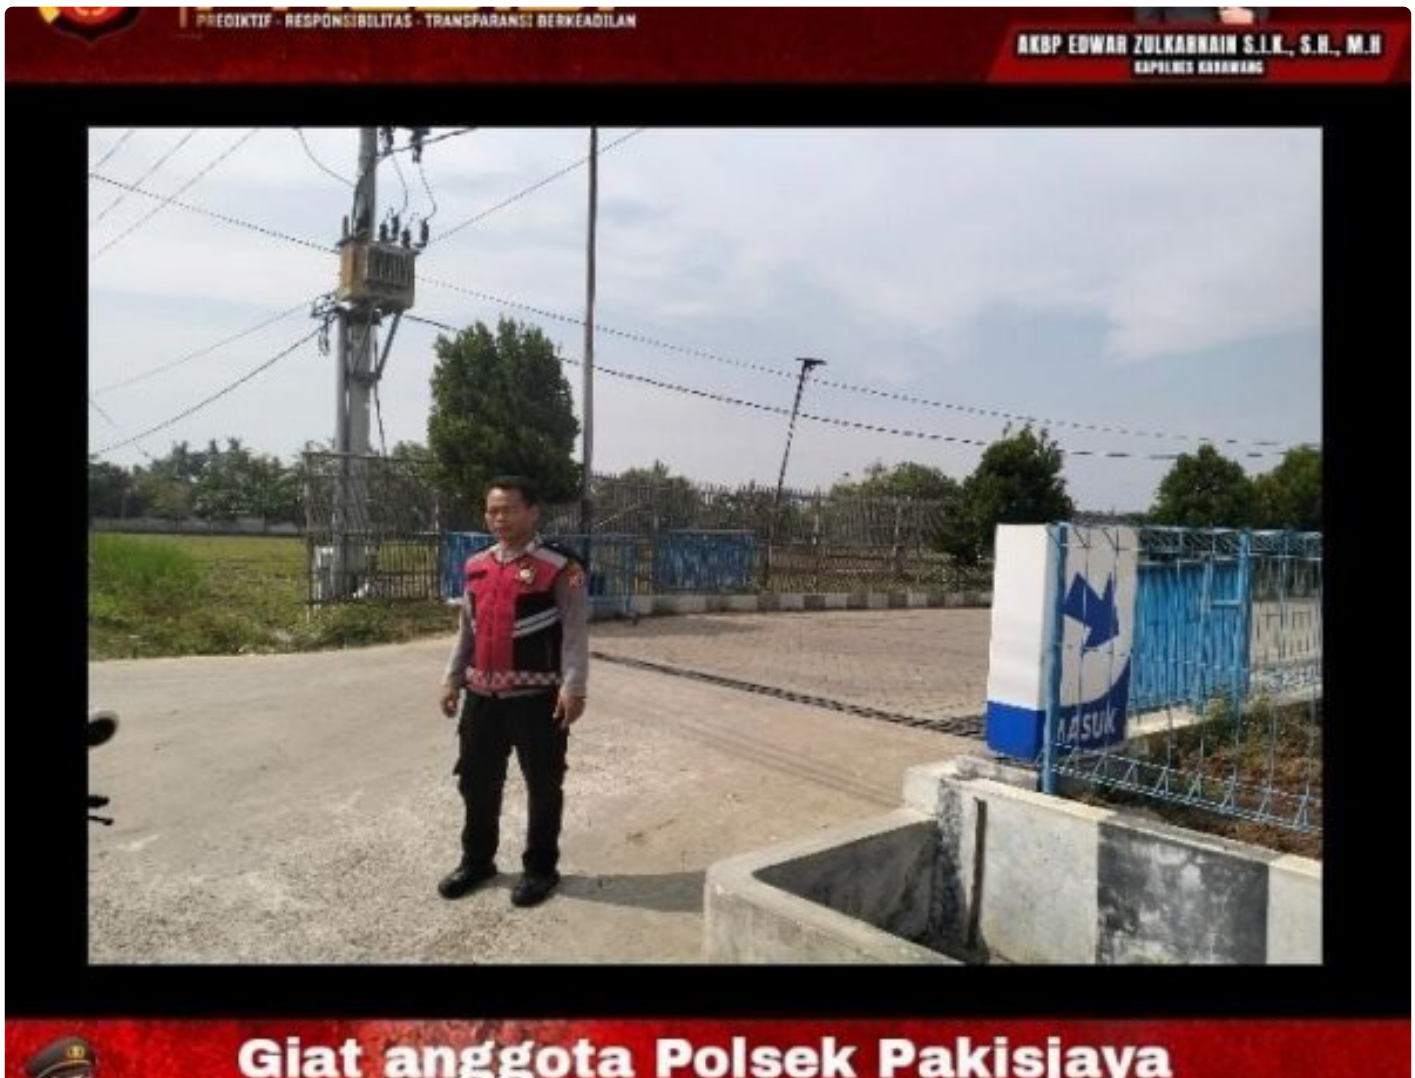 PREDIKTIF - RESPONSIBILITAS - TRANSPARANSI BERKEADILAN
AKBP EDWAR ZULKARNAIN S.I.K., S.H., M.H
KAPOLRES KARAWANG
MASUK
Giat anggota Polsek Pakisjaya